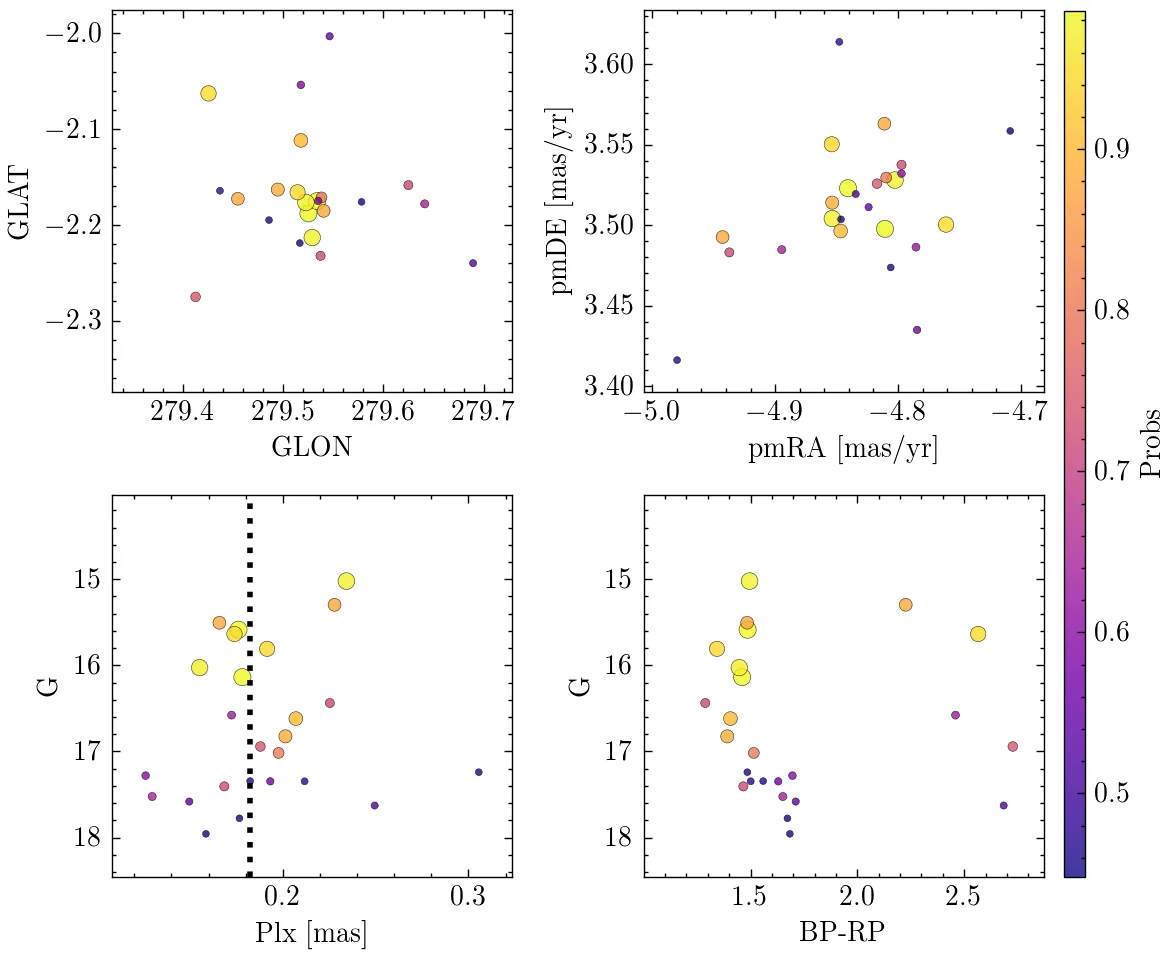 −2.0
−2.1
−2.2
−2.3
GLAT
279.4 279.5 279.6 279.7
GLON
3.60
3.55
3.50
3.45
3.40
pmDE [mas/yr]
−5.0 −4.9 −4.8 −4.7
pmRA [mas/yr]
15
16
17
18
G
0.2 0.3
Plx [mas]
15
16
17
18
G
1.5 2.0 2.5
BP-RP
0.9
0.8
0.7
0.6
0.5
Probs